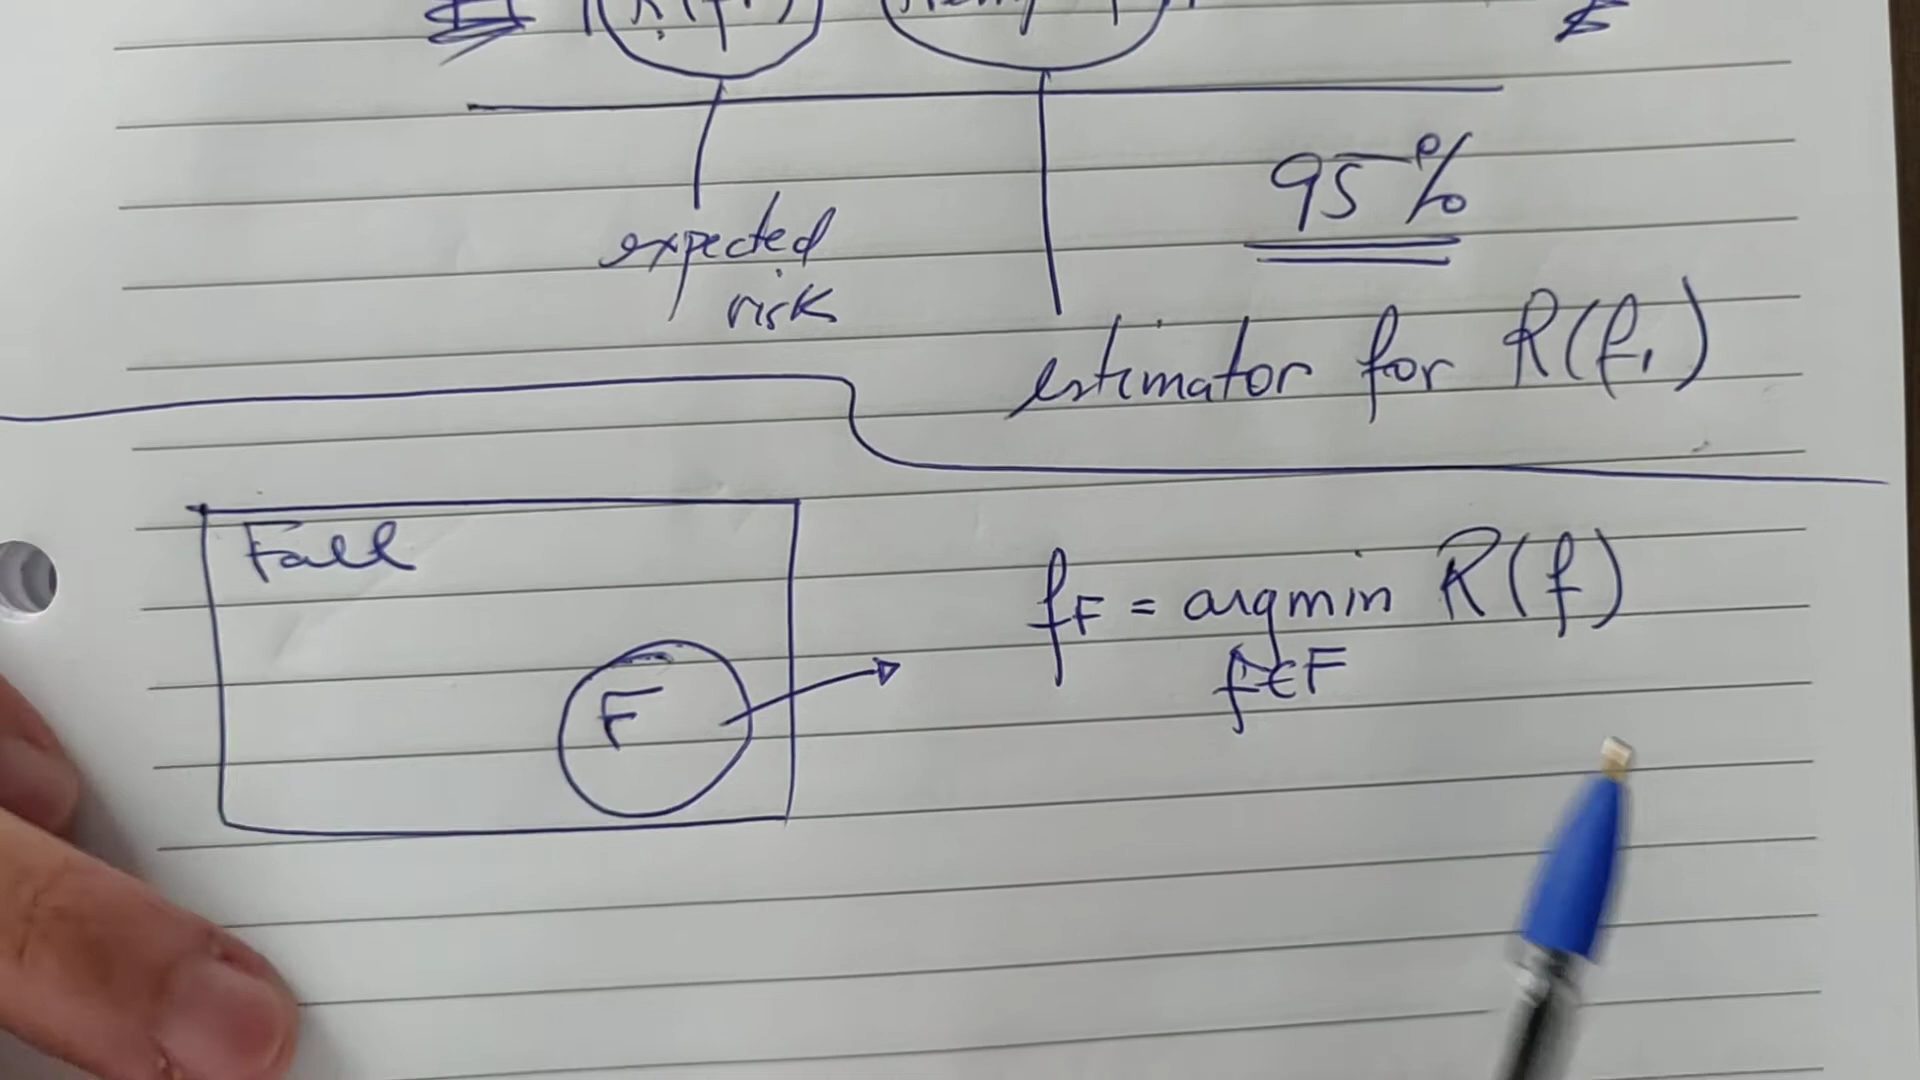 95%
expected
risk
estimator for R(f₁)
Fall
F
f_F = argmin R(f)
f∈F